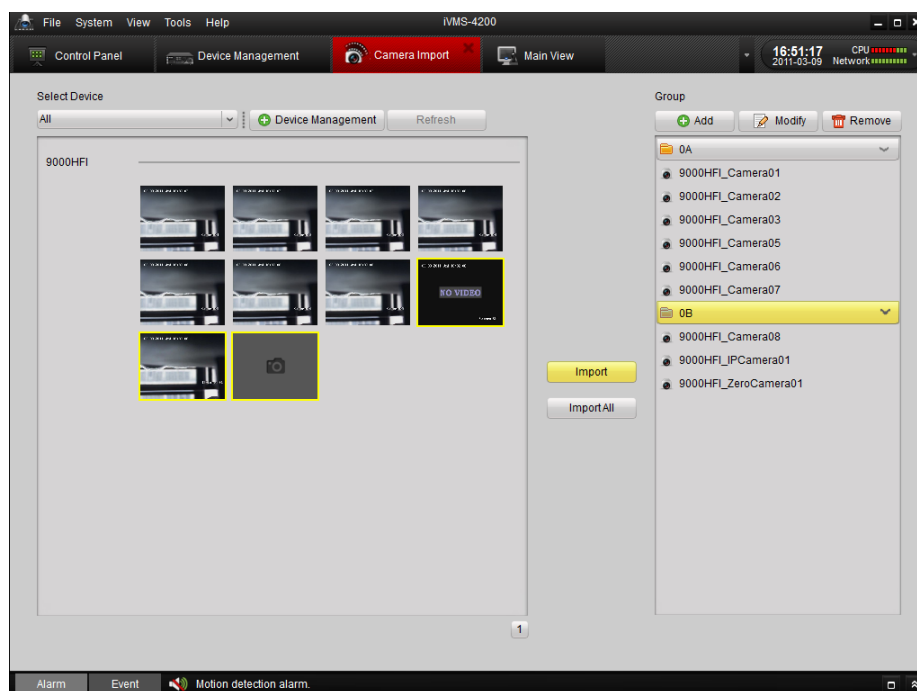 File System View Tools Help iVMS-4200
Control Panel Device Management Camera Import Main View 16:51:17 CPU
2011-03-09 Network
Select Device
All Device Management Refresh
9000HFI
NO VIDEO
Import
Import All
1
Group
Add Modify Remove
0A
9000HFI_Camera01
9000HFI_Camera02
9000HFI_Camera03
9000HFI_Camera05
9000HFI_Camera06
9000HFI_Camera07
0B
9000HFI_Camera08
9000HFI_IPCamera01
9000HFI_ZeroCamera01
Alarm Event Motion detection alarm.